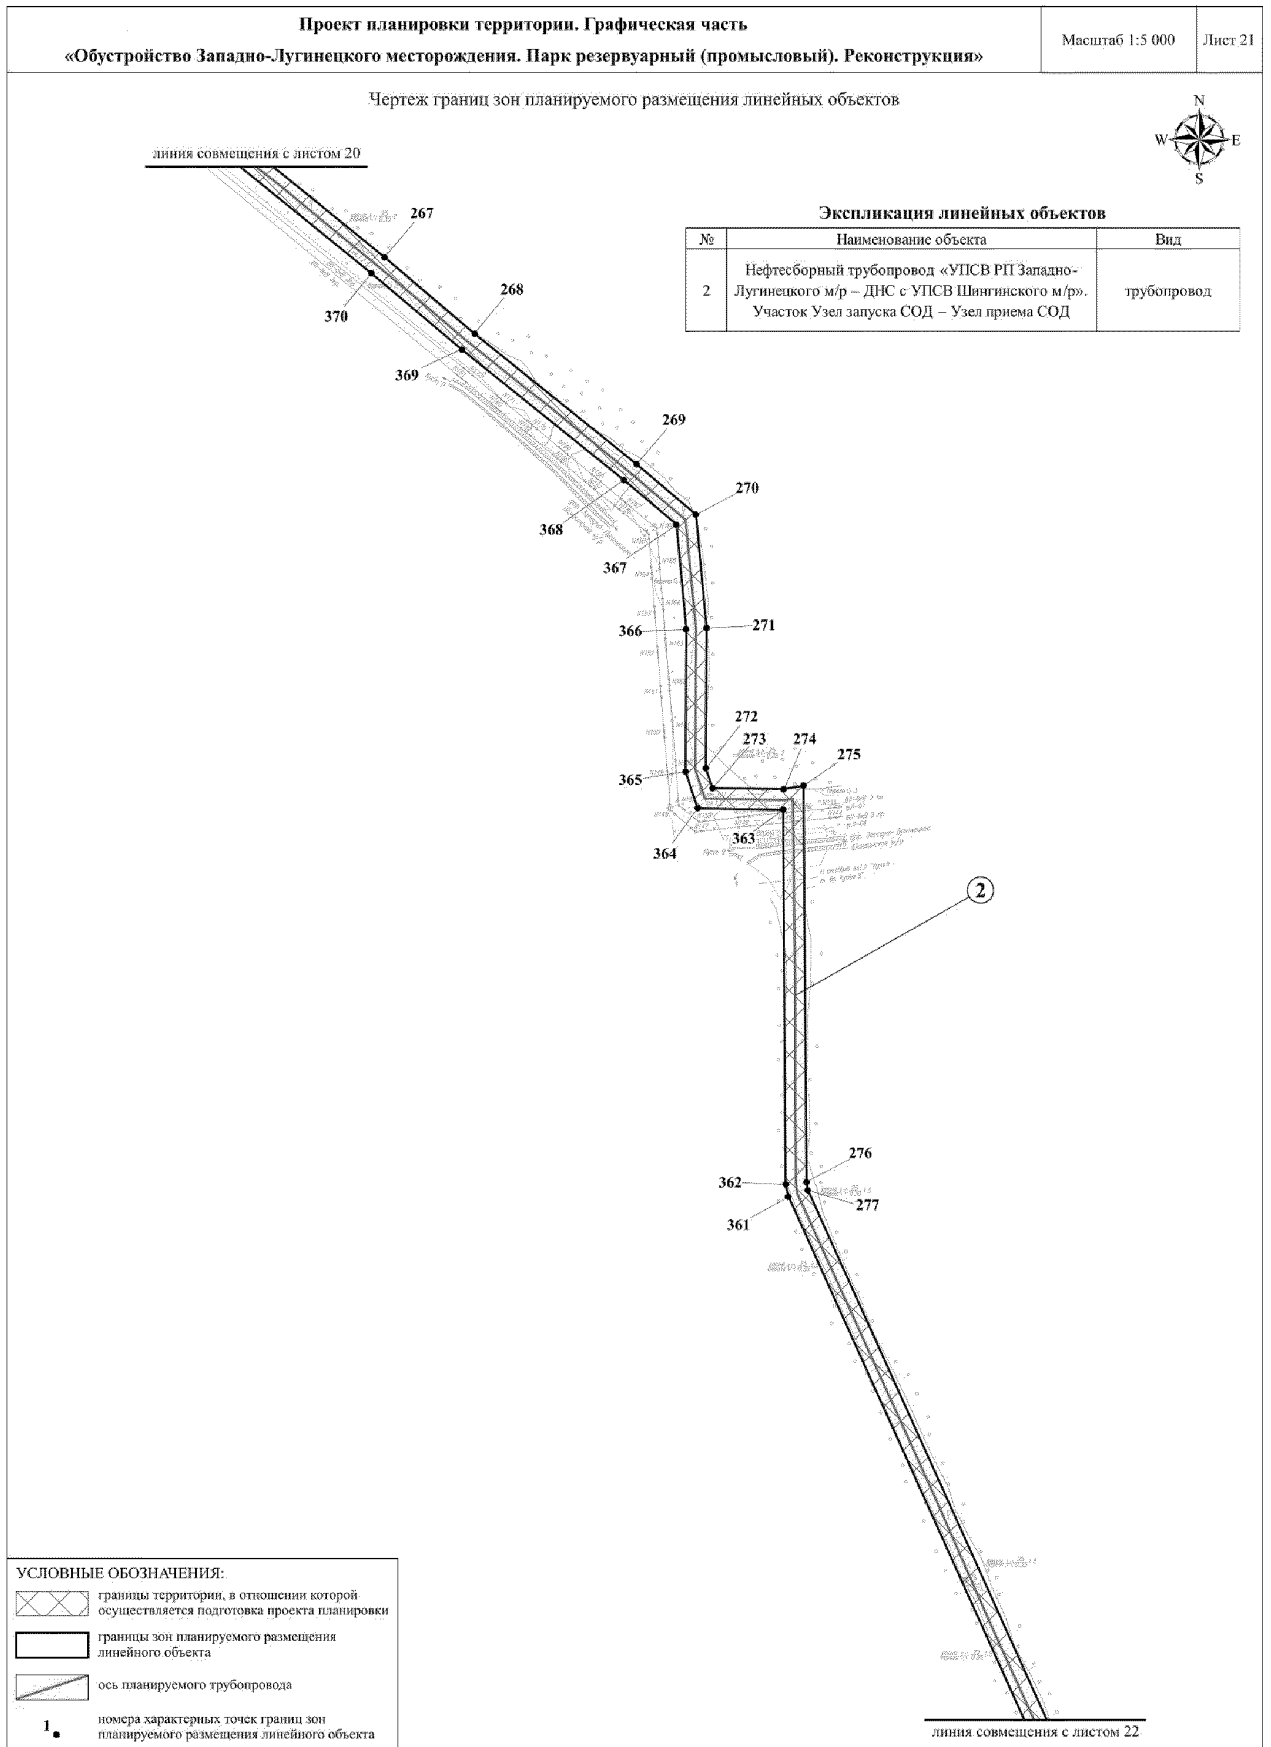 Проект планировки территории. Графическая часть
«Обустройство Западно-Лугинецкого месторождения. Парк резервуарный (промысловый). Реконструкция»
Масштаб 1:5 000
Лист 21
Чертеж границ зон планируемого размещения линейных объектов
N
W
E
S
линия совмещения с листом 20
Экспликация линейных объектов
№
Наименование объекта
Вид
2
Нефтесборный трубопровод «УПСВ РП Западно-
Лугинецкого м/р – ДНС с УПСВ Шингинского м/р».
Участок Узел запуска СОД – Узел приема СОД
трубопровод
267
268
370
369
269
270
368
367
366
271
272
273
274
275
365
364
363
2
276
362
277
361
УСЛОВНЫЕ ОБОЗНАЧЕНИЯ:
границы территории, в отношении которой
осуществляется подготовка проекта планировки
границы зон планируемого размещения
линейного объекта
ось планируемого трубопровода
1
номера характерных точек границ зон
планируемого размещения линейного объекта
линия совмещения с листом 22